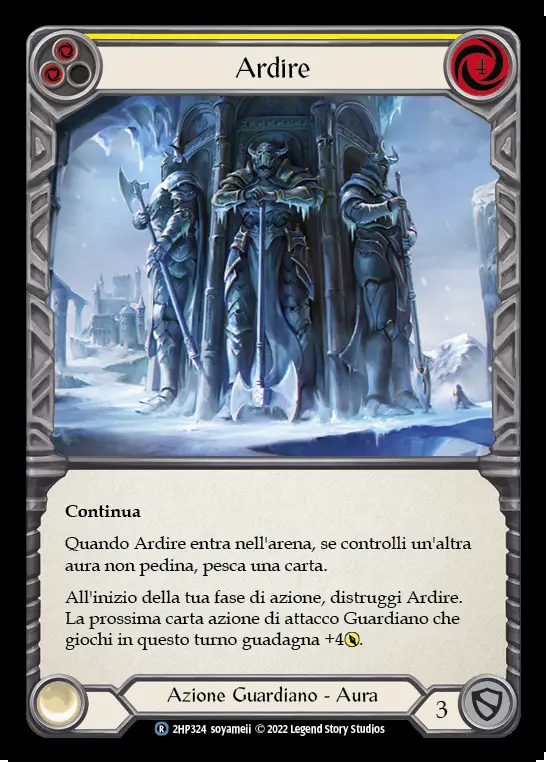 4
Ardire
Continua
Quando Ardire entra nell'arena, se controlli un'altra
aura non pedina, pesca una carta.
All'inizio della tua fase di azione, distruggi Ardire.
La prossima carta azione di attacco Guardiano che
giochi in questo turno guadagna +4.
Azione Guardiano - Aura
3
R 2HP324 soyameii © 2022 Legend Story Studios